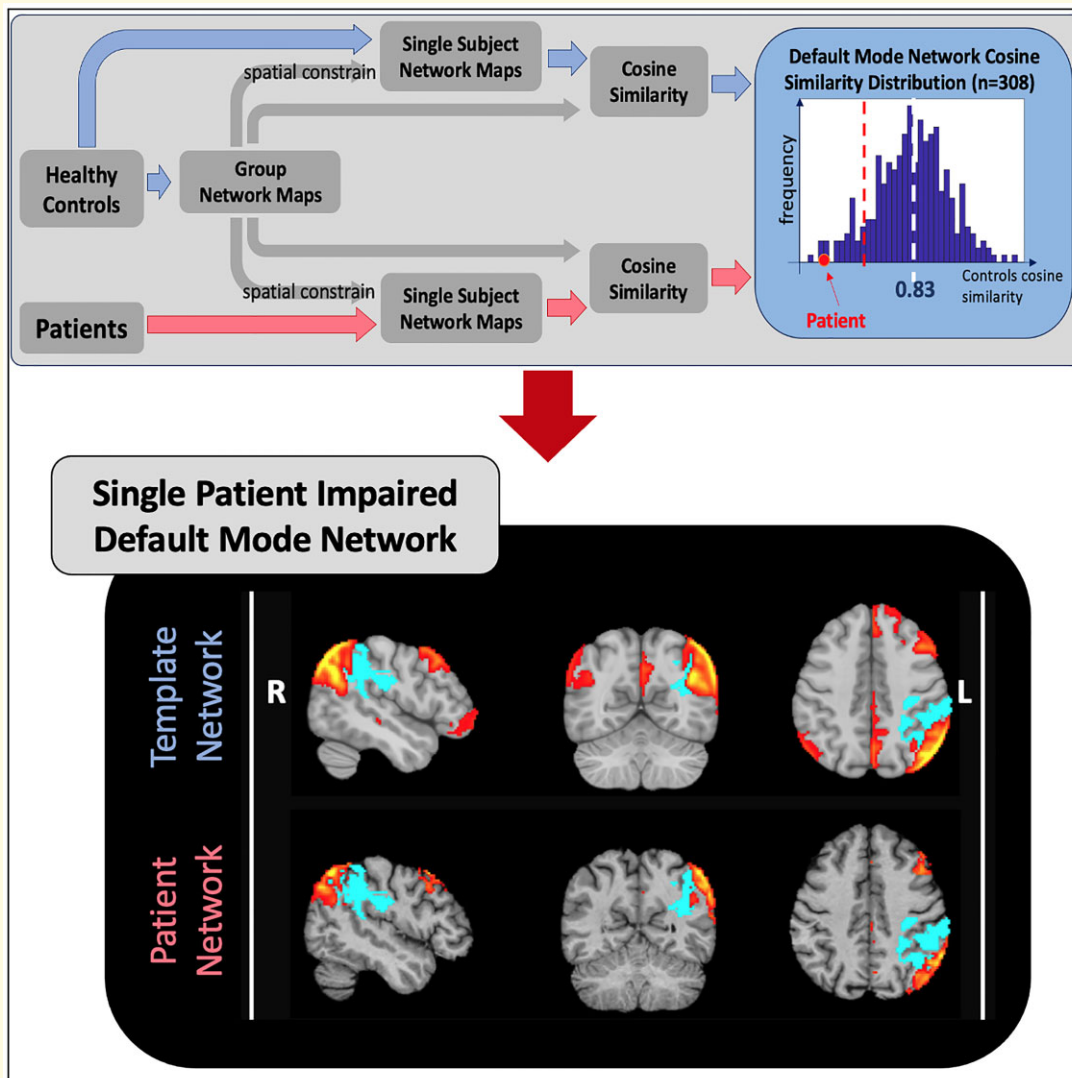 Single Subject
Network Maps
spatial constrain
Cosine
Similarity
Default Mode Network Cosine
Similarity Distribution (n=308)
frequency
Controls cosine
similarity
0.83
Patient
Healthy
Controls
Group
Network Maps
Cosine
Similarity
spatial constrain
Single Subject
Network Maps
Patients
Single Patient Impaired
Default Mode Network
Template
Network
R
L
Patient
Network